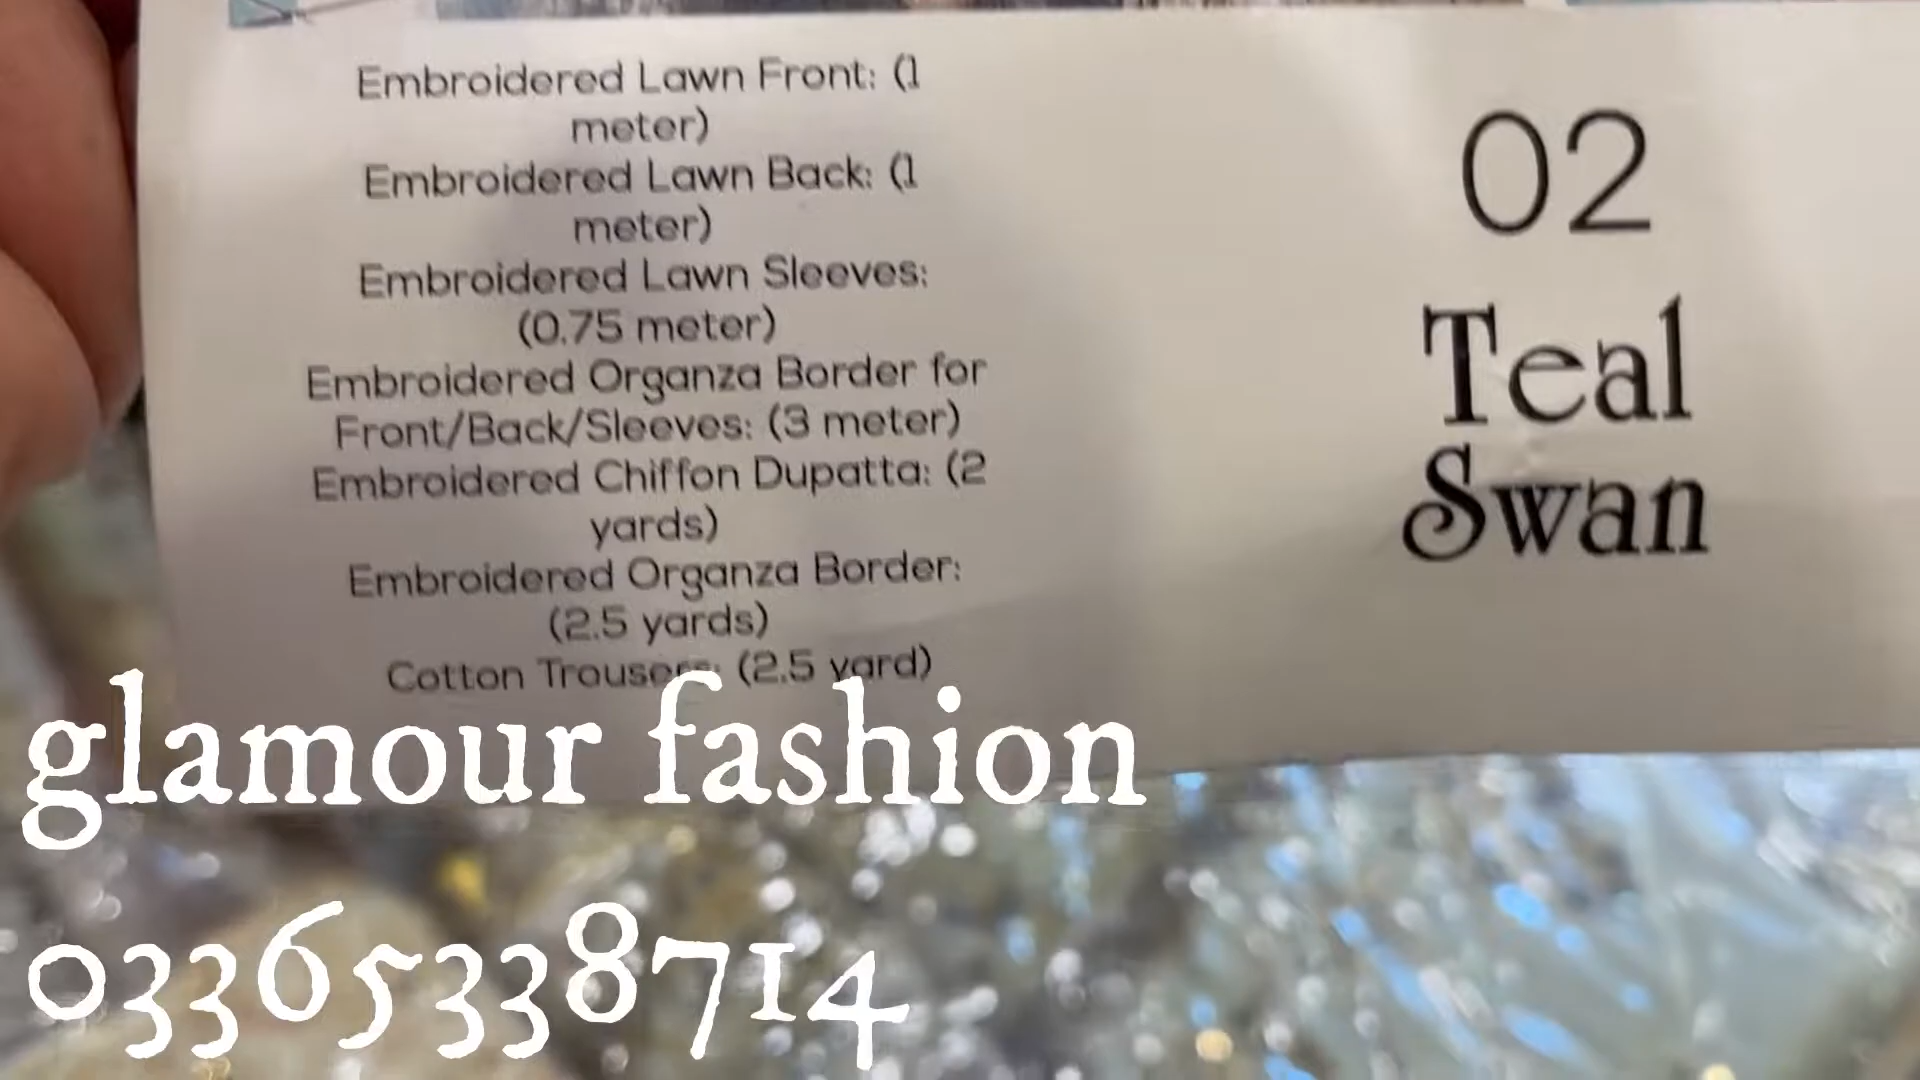 Embroidered Lawn Front: (1
meter)
Embroidered Lawn Back: (1
meter)
Embroidered Lawn Sleeves:
(0.75 meter)
Embroidered Organza Border for
Front/Back/Sleeves: (3 meter)
Embroidered Chiffon Dupatta: (2
yards)
Embroidered Organza Border:
(2.5 yards)
Cotton Trousers: (2.5 yard)
02
Teal
Swan
glamour fashion
03365338714